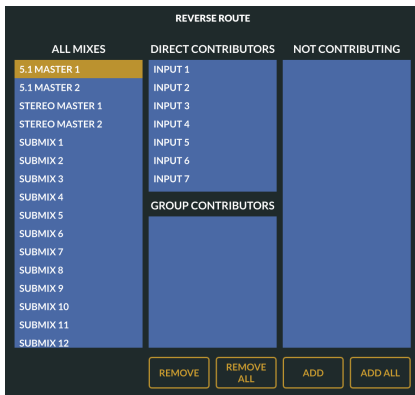 REVERSE ROUTE
ALL MIXES
5.1 MASTER 1
5.1 MASTER 2
STEREO MASTER 1
STEREO MASTER 2
SUBMIX 1
SUBMIX 2
SUBMIX 3
SUBMIX 4
SUBMIX 5
SUBMIX 6
SUBMIX 7
SUBMIX 8
SUBMIX 9
SUBMIX 10
SUBMIX 11
SUBMIX 12
DIRECT CONTRIBUTORS
INPUT 1
INPUT 2
INPUT 3
INPUT 4
INPUT 5
INPUT 6
INPUT 7
GROUP CONTRIBUTORS
NOT CONTRIBUTING
REMOVE
REMOVE
ALL
ADD
ADD ALL